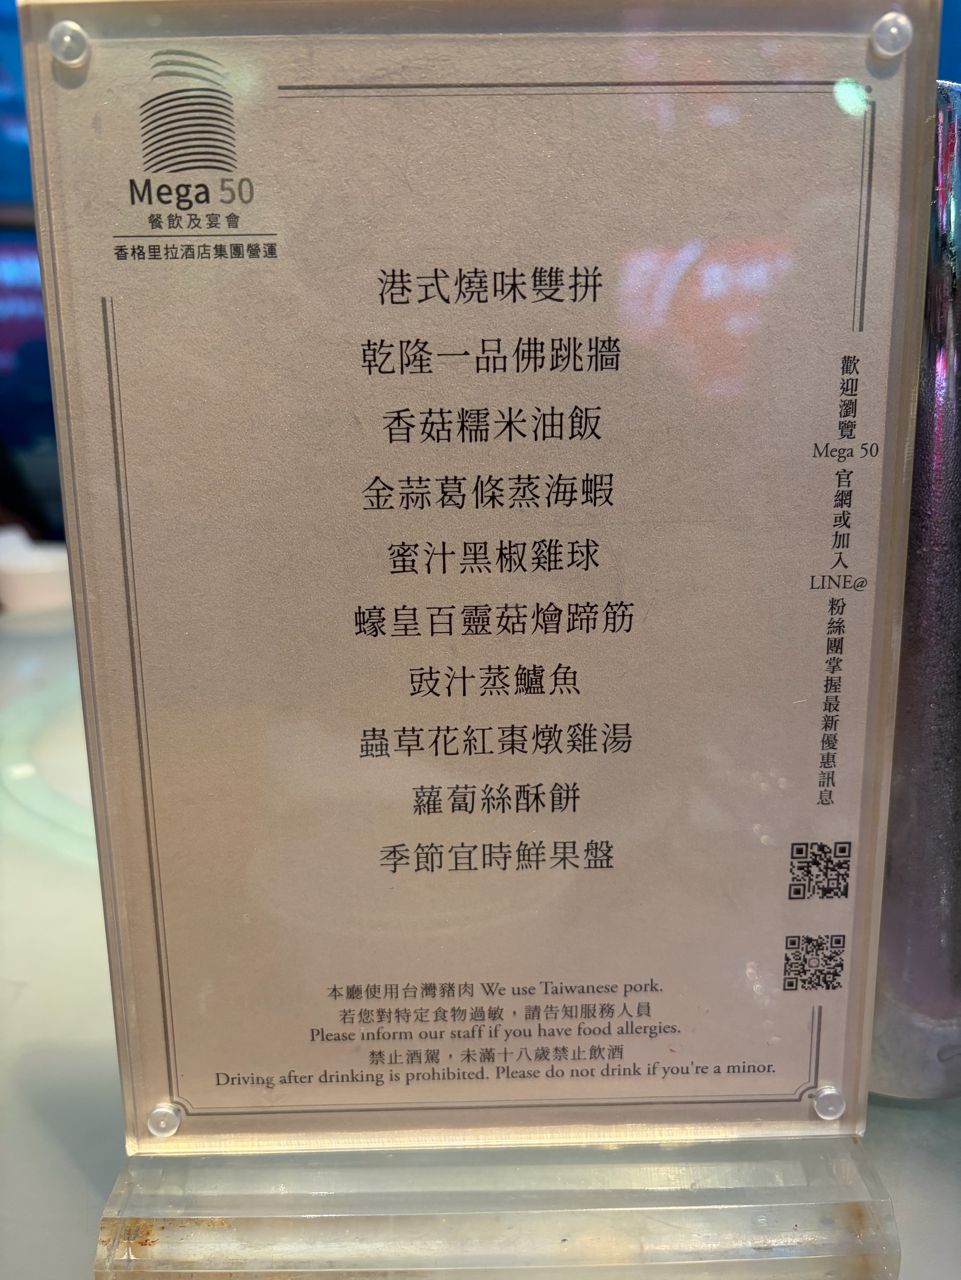 Mega 50
餐飲及宴會
香格里拉酒店集團營運
港式燒味雙拼
乾隆一品佛跳牆
香菇糯米油飯
金蒜葛條蒸海蝦
蜜汁黑椒雞球
蠔皇百靈菇燴蹄筋
豉汁蒸鱸魚
蟲草花紅棗燉雞湯
蘿蔔絲酥餅
季節宜時鮮果盤
歡迎瀏覽 Mega 50 官網或加入 LINE@ 粉絲團掌握最新優惠訊息
本廳使用台灣豬肉 We use Taiwanese pork.
若您對特定食物過敏，請告知服務人員
Please inform our staff if you have food allergies.
禁止酒駕，未滿十八歲禁止飲酒
Driving after drinking is prohibited. Please do not drink if you're a minor.